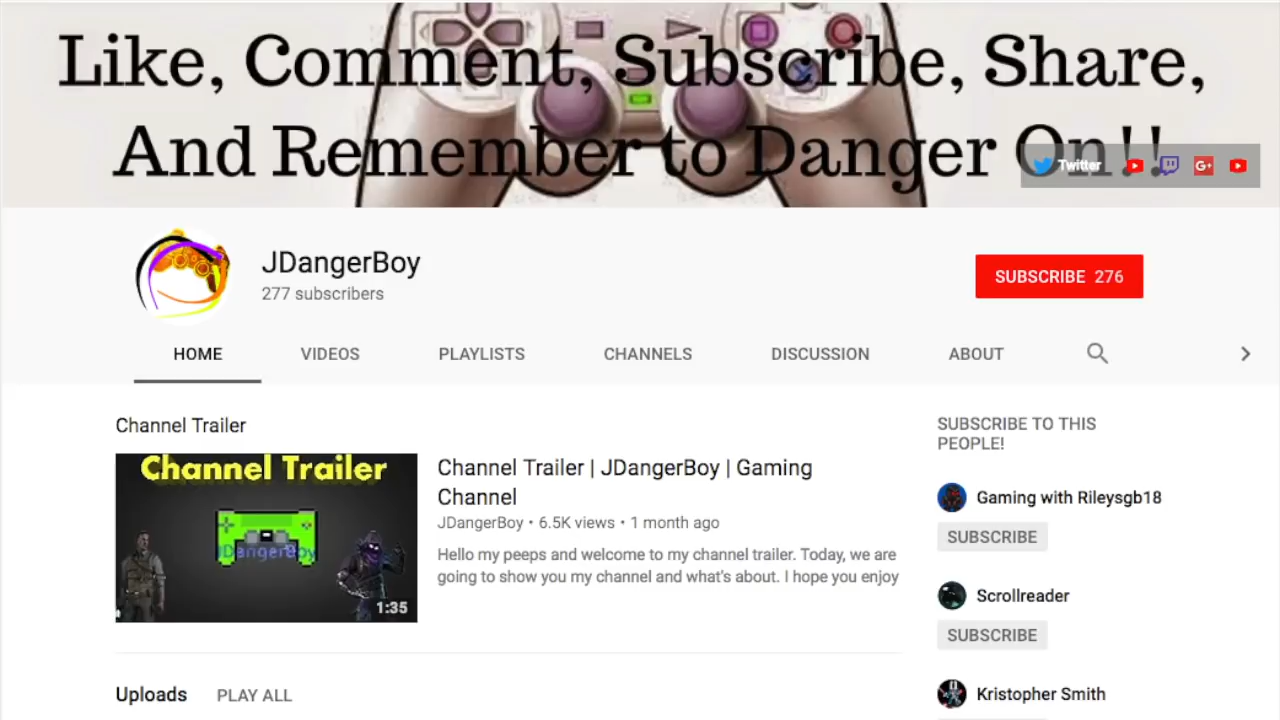 Like, Comment, Subscribe, Share,
And Remember to Danger On!!
Twitter
G+
JDangerBoy
277 subscribers
SUBSCRIBE 276
HOME VIDEOS PLAYLISTS CHANNELS DISCUSSION ABOUT
Channel Trailer
Channel Trailer
JDangerBoy
1:35
Channel Trailer | JDangerBoy | Gaming
Channel
JDangerBoy • 6.5K views • 1 month ago
Hello my peeps and welcome to my channel trailer. Today, we are
going to show you my channel and what's about. I hope you enjoy
SUBSCRIBE TO THIS
PEOPLE!
Gaming with Rileysgb18
SUBSCRIBE
Scrollreader
SUBSCRIBE
Kristopher Smith
Uploads PLAY ALL